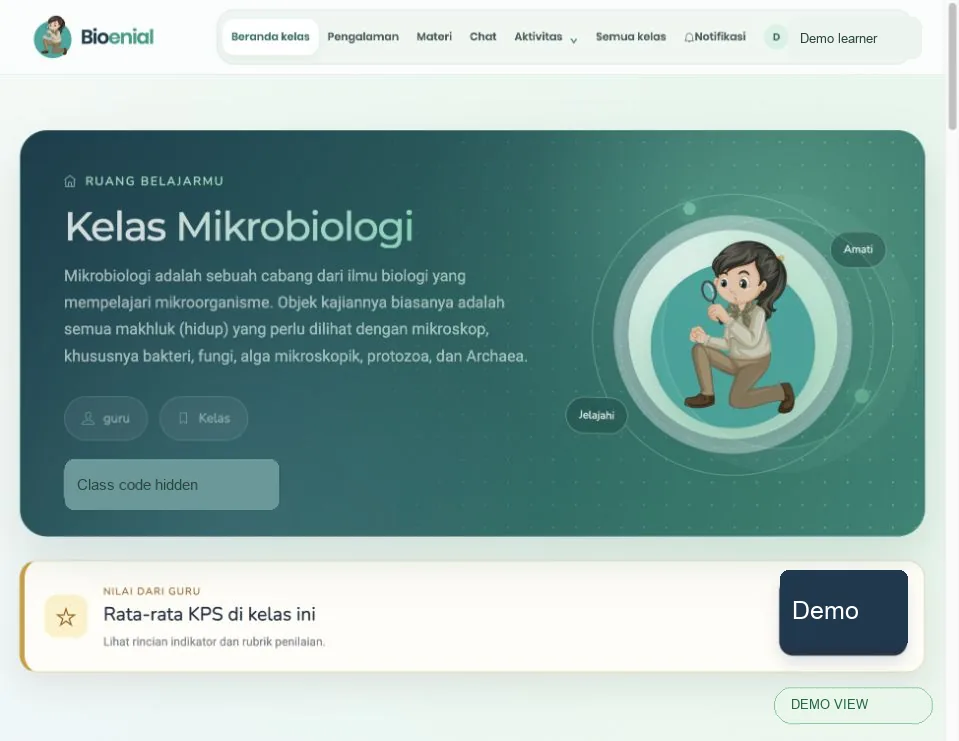 Bioenial
Beranda kelas Pengalaman Materi Chat Aktivitas Semua kelas Notifikasi D Demo learner
RUANG BELAJARMU
Kelas Mikrobiologi
Mikrobiologi adalah sebuah cabang dari ilmu biologi yang
mempelajari mikroorganisme. Objek kajiannya biasanya adalah
semua makhluk (hidup) yang perlu dilihat dengan mikroskop,
khususnya bakteri, fungi, alga mikroskopik, protozoa, dan Archaea.
guru Kelas
Class code hidden
Amati
Jelajahi
NILAI DARI GURU
Rata-rata KPS di kelas ini
Lihat rincian indikator dan rubrik penilaian.
Demo
DEMO VIEW